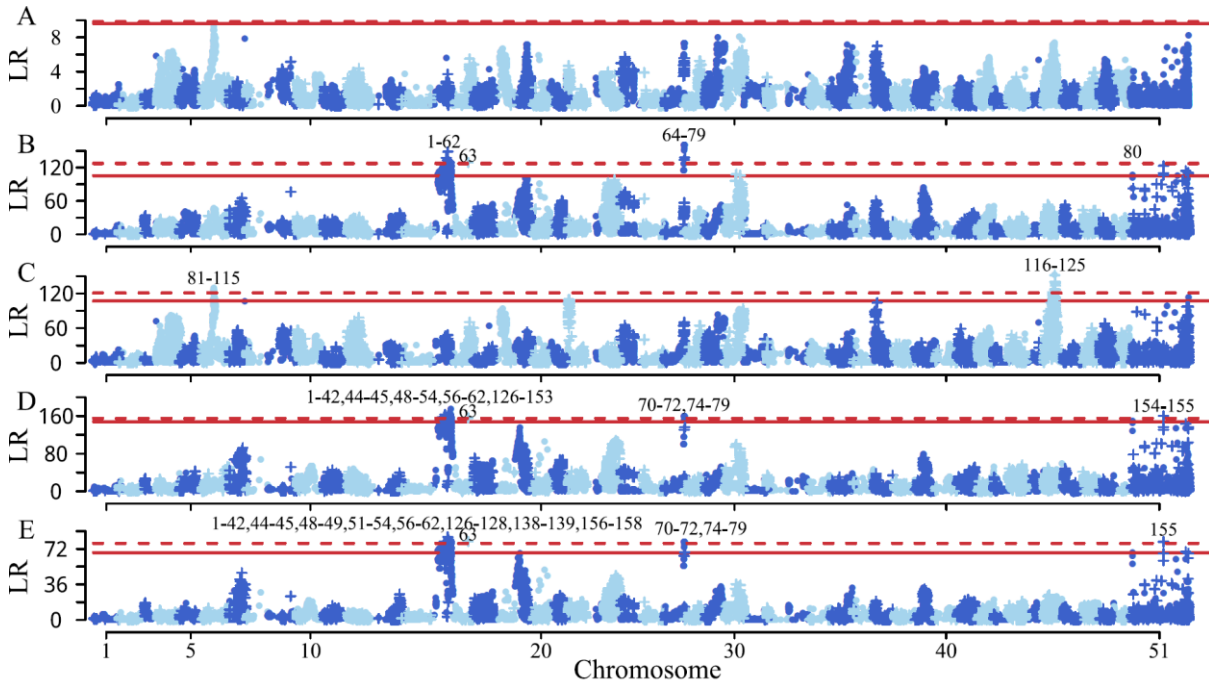 A
LR
8
4
0
B
1-62
63
64-79
80
LR
120
60
0
C
81-115
116-125
LR
120
60
0
D
1-42,44-45,48-54,56-62,126-153
63
70-72,74-79
154-155
LR
160
80
0
E
1-42,44-45,48-49,51-54,56-62,126-128,138-139,156-158
63
70-72,74-79
155
LR
72
36
0
1 5 10 20 30 40 51
Chromosome